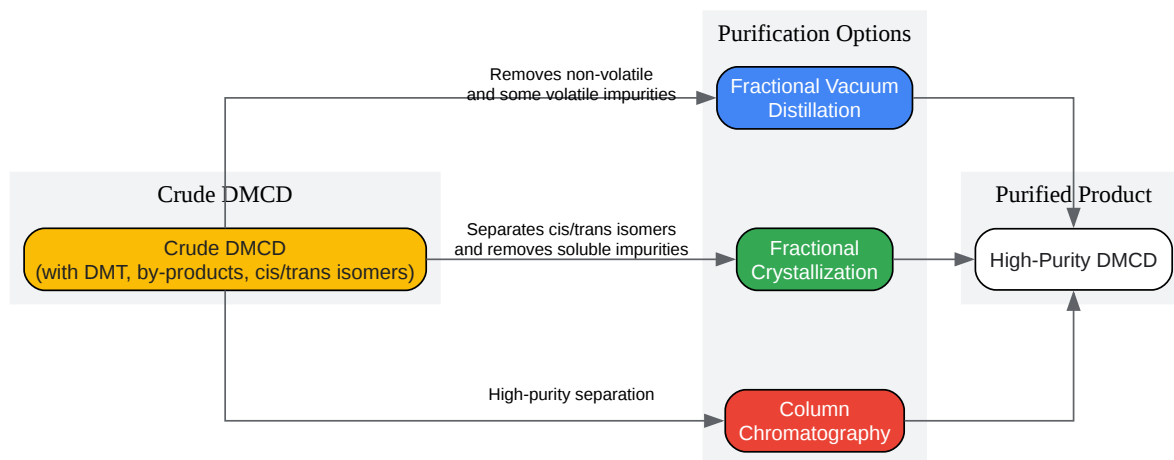 Purification Options
Removes non-volatile
and some volatile impurities
Fractional Vacuum
Distillation
Crude DMCD
Purified Product
Crude DMCD
(with DMT, by-products, cis/trans isomers)
Separates cis/trans isomers
and removes soluble impurities
Fractional
Crystallization
High-Purity DMCD
High-purity separation
Column
Chromatography